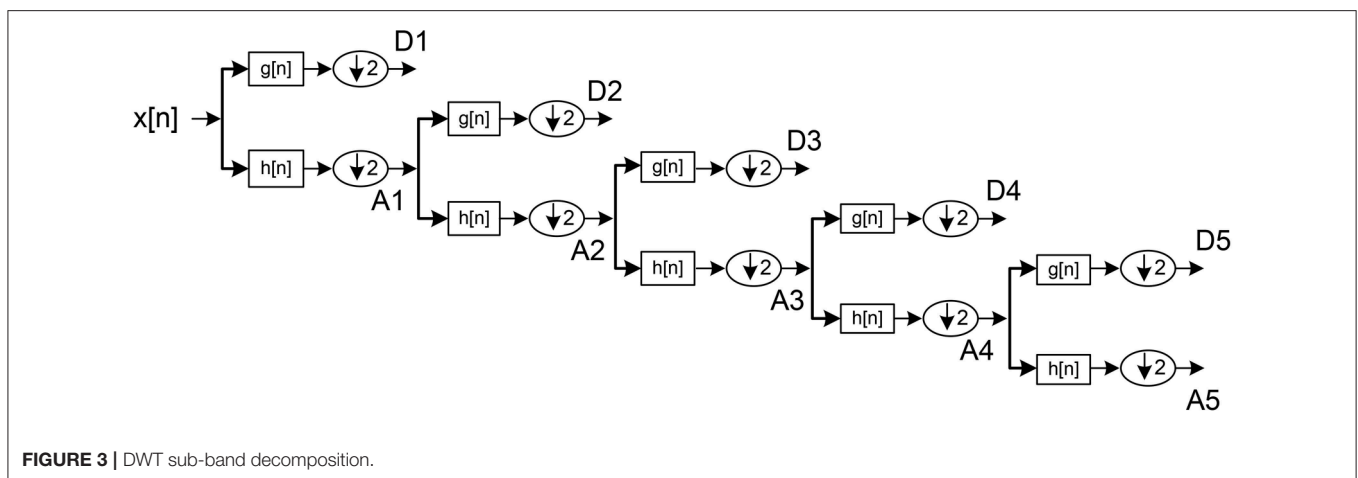 D1
g[n] ↓2
x[n]
D2
g[n] ↓2
h[n] ↓2
A1
D3
g[n] ↓2
h[n] ↓2
A2
D4
g[n] ↓2
h[n] ↓2
A3
D5
g[n] ↓2
h[n] ↓2
A4
h[n] ↓2
A5
FIGURE 3 | DWT sub-band decomposition.